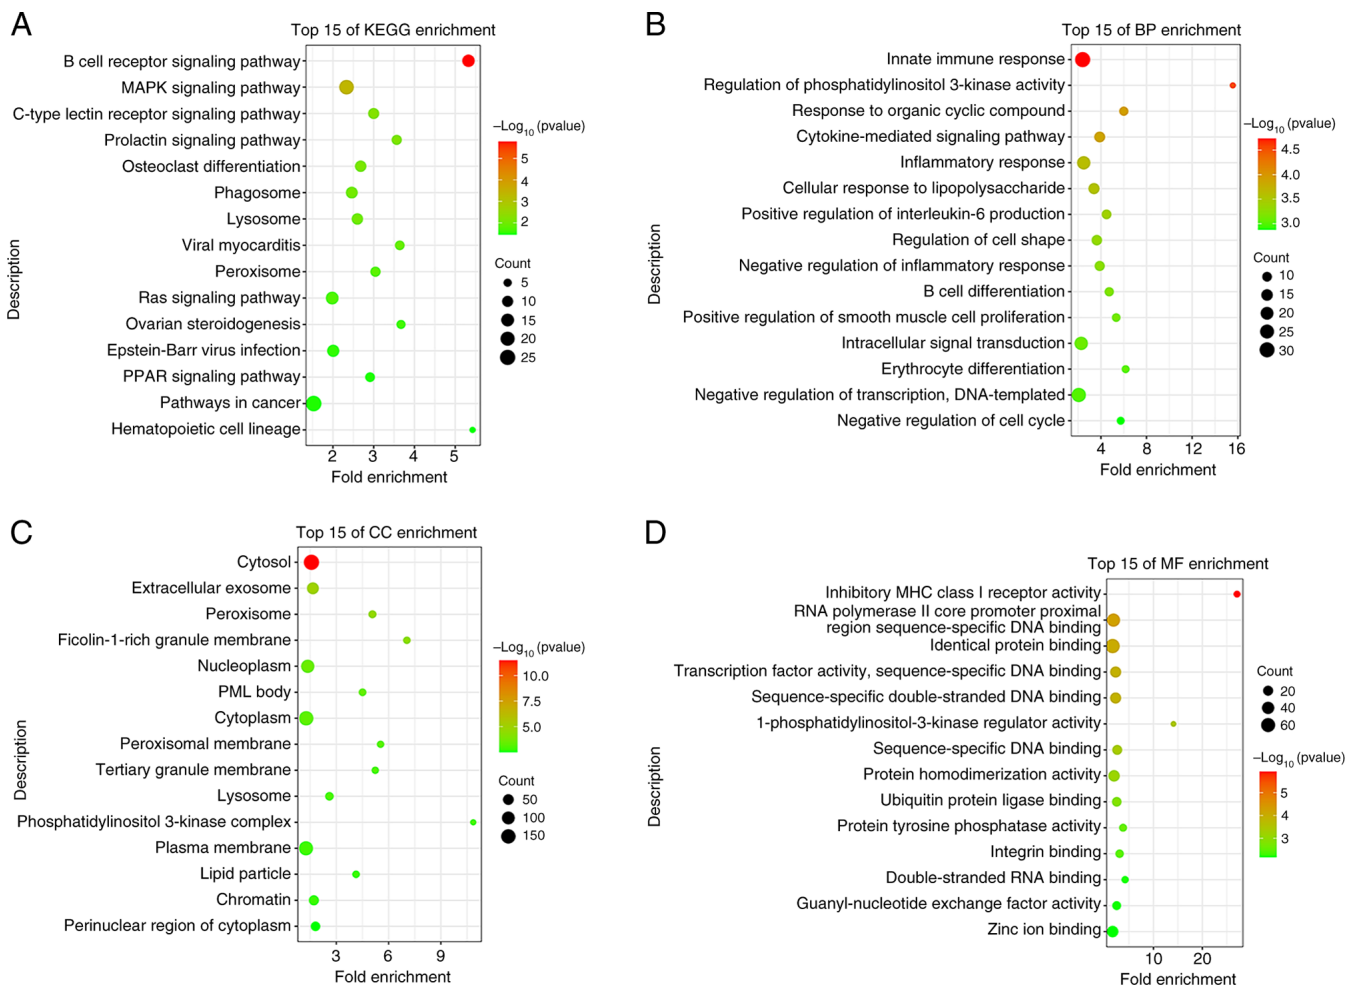 A
Top 15 of KEGG enrichment
B cell receptor signaling pathway
MAPK signaling pathway
C-type lectin receptor signaling pathway
Prolactin signaling pathway
Osteoclast differentiation
Phagosome
Lysosome
Viral myocarditis
Peroxisome
Ras signaling pathway
Ovarian steroidogenesis
Epstein-Barr virus infection
PPAR signaling pathway
Pathways in cancer
Hematopoietic cell lineage
Description
2 3 4 5
Fold enrichment
–Log10 (pvalue)
5
4
3
2
Count
5
10
15
20
25
B
Top 15 of BP enrichment
Innate immune response
Regulation of phosphatidylinositol 3-kinase activity
Response to organic cyclic compound
Cytokine-mediated signaling pathway
Inflammatory response
Cellular response to lipopolysaccharide
Positive regulation of interleukin-6 production
Regulation of cell shape
Negative regulation of inflammatory response
B cell differentiation
Positive regulation of smooth muscle cell proliferation
Intracellular signal transduction
Erythrocyte differentiation
Negative regulation of transcription, DNA-templated
Negative regulation of cell cycle
Description
4 8 12 16
Fold enrichment
–Log10 (pvalue)
4.5
4.0
3.5
3.0
Count
10
15
20
25
30
C
Top 15 of CC enrichment
Cytosol
Extracellular exosome
Peroxisome
Ficolin-1-rich granule membrane
Nucleoplasm
PML body
Cytoplasm
Peroxisomal membrane
Tertiary granule membrane
Lysosome
Phosphatidylinositol 3-kinase complex
Plasma membrane
Lipid particle
Chromatin
Perinuclear region of cytoplasm
Description
3 6 9
Fold enrichment
–Log10 (pvalue)
10.0
7.5
5.0
Count
50
100
150
D
Top 15 of MF enrichment
Inhibitory MHC class I receptor activity
RNA polymerase II core promoter proximal
region sequence-specific DNA binding
Identical protein binding
Transcription factor activity, sequence-specific DNA binding
Sequence-specific double-stranded DNA binding
1-phosphatidylinositol-3-kinase regulator activity
Sequence-specific DNA binding
Protein homodimerization activity
Ubiquitin protein ligase binding
Protein tyrosine phosphatase activity
Integrin binding
Double-stranded RNA binding
Guanyl-nucleotide exchange factor activity
Zinc ion binding
Description
10 20
Fold enrichment
Count
20
40
60
–Log10 (pvalue)
5
4
3